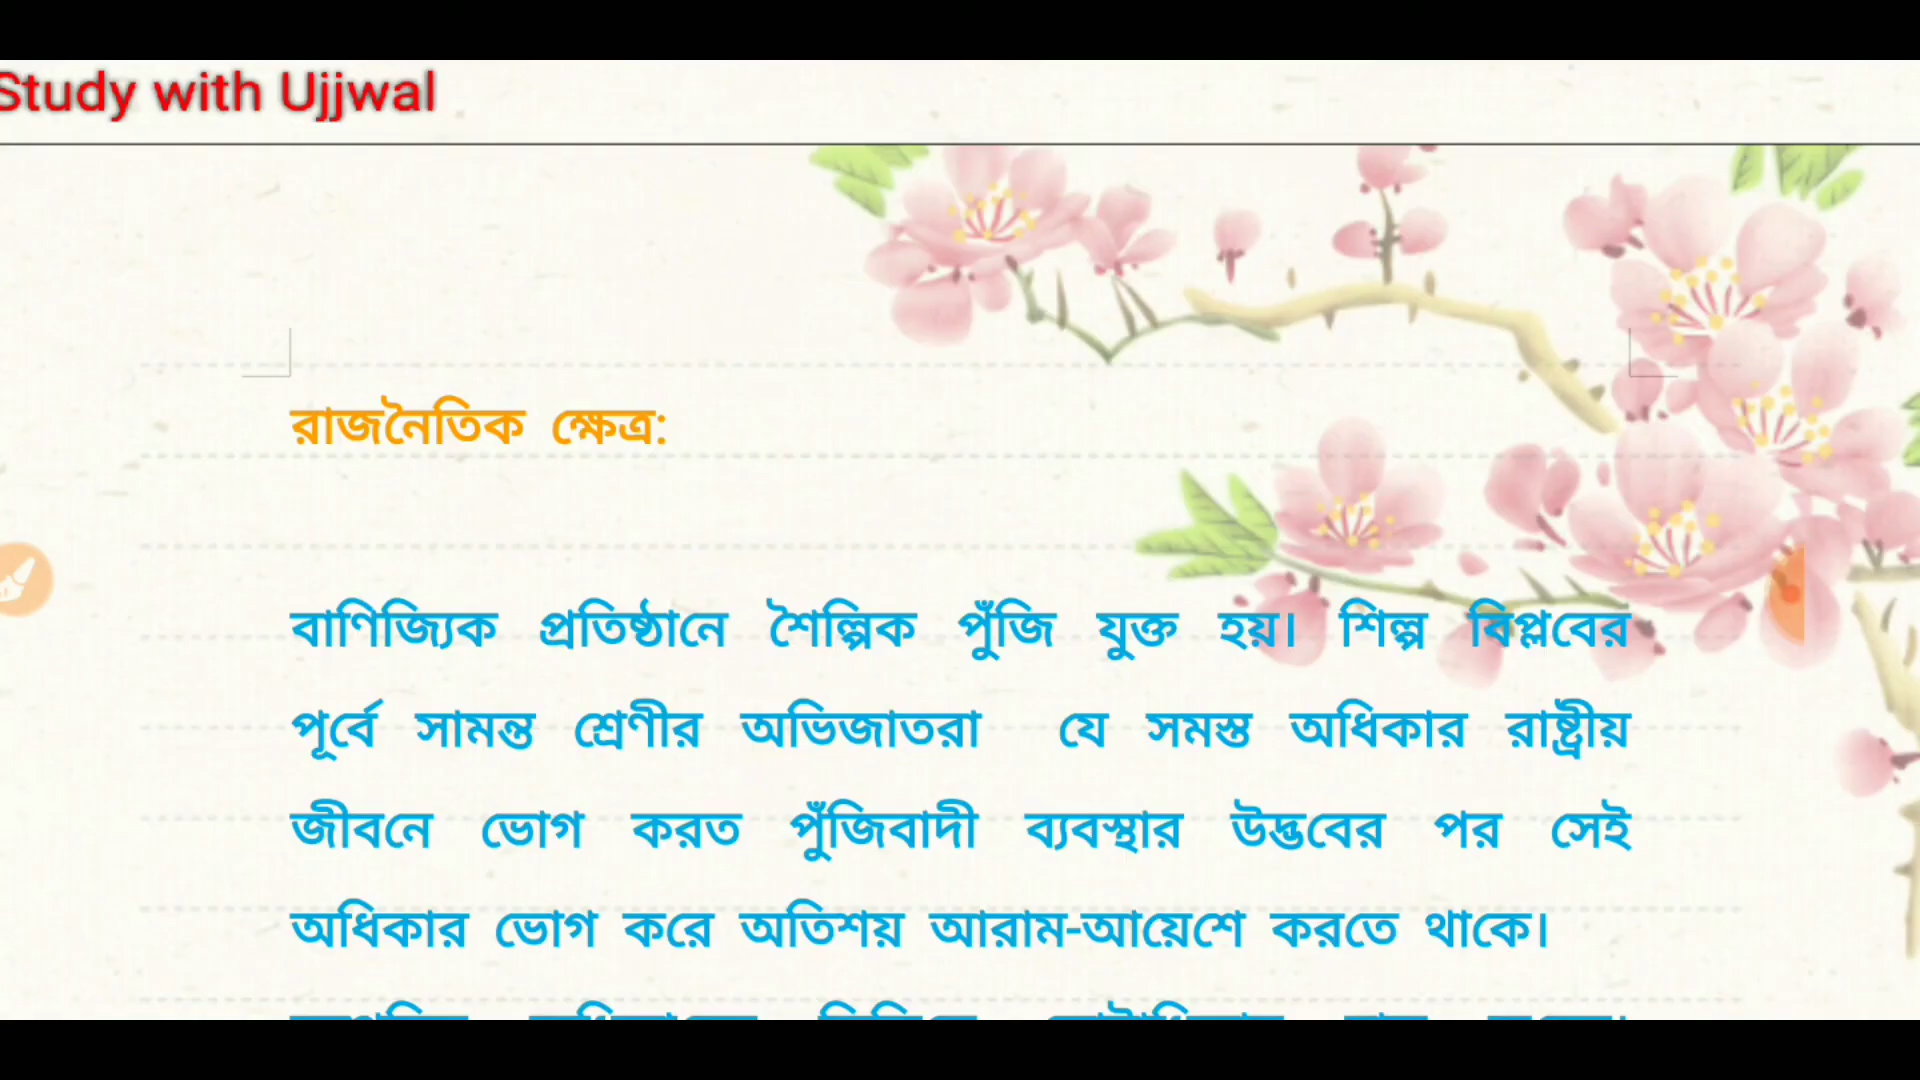 Study with Ujjwal
রাজনৈতিক ক্ষেত্র:
বাণিজ্যিক প্রতিষ্ঠানে শৈল্পিক পুঁজি যুক্ত হয়। শিল্প বিপ্লবের
পূর্বে সামন্ত শ্রেণীর অভিজাতরা যে সমস্ত অধিকার রাষ্ট্রীয়
জীবনে ভোগ করত পুঁজিবাদী ব্যবস্থার উদ্ভবের পর সেই
অধিকার ভোগ করে অতিশয় আরাম-আয়েশে করতে থাকে।